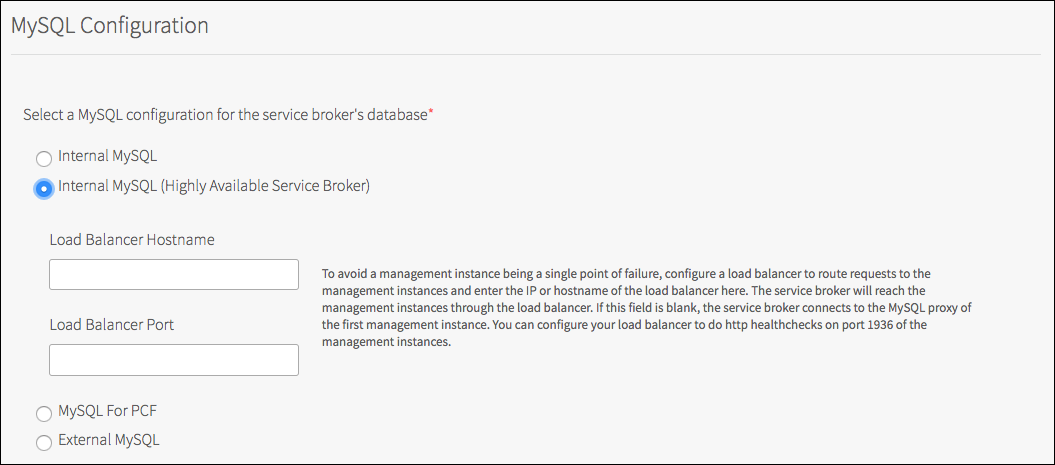 MySQL Configuration
Select a MySQL configuration for the service broker's database*
Internal MySQL
Internal MySQL (Highly Available Service Broker)
Load Balancer Hostname
To avoid a management instance being a single point of failure, configure a load balancer to route requests to the
management instances and enter the IP or hostname of the load balancer here. The service broker will reach the
management instances through the load balancer. If this field is blank, the service broker connects to the MySQL proxy of
the first management instance. You can configure your load balancer to do http healthchecks on port 1936 of the
management instances.
Load Balancer Port
MySQL For PCF
External MySQL